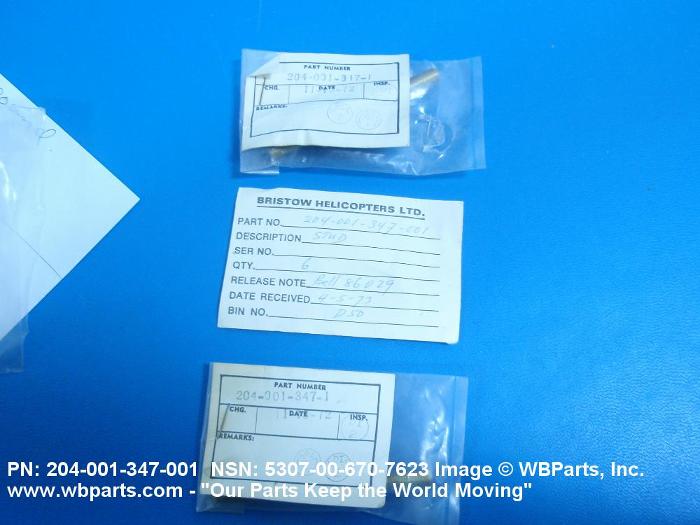 PART NUMBER
204-001-347-1
CHG. DATE INSP.
REMARKS:
BRISTOW HELICOPTERS LTD.
PART NO. 204-001-347-001
DESCRIPTION STUD
SER NO.
QTY. 6
RELEASE NOTE Bell 86029
DATE RECEIVED 4-5-73
BIN NO. D50
PART NUMBER
204-001-347-1
CHG. DATE INSP.
REMARKS:
PN: 204-001-347-001 NSN: 5307-00-670-7623 Image © WBParts, Inc.
www.wbparts.com - "Our Parts Keep the World Moving"